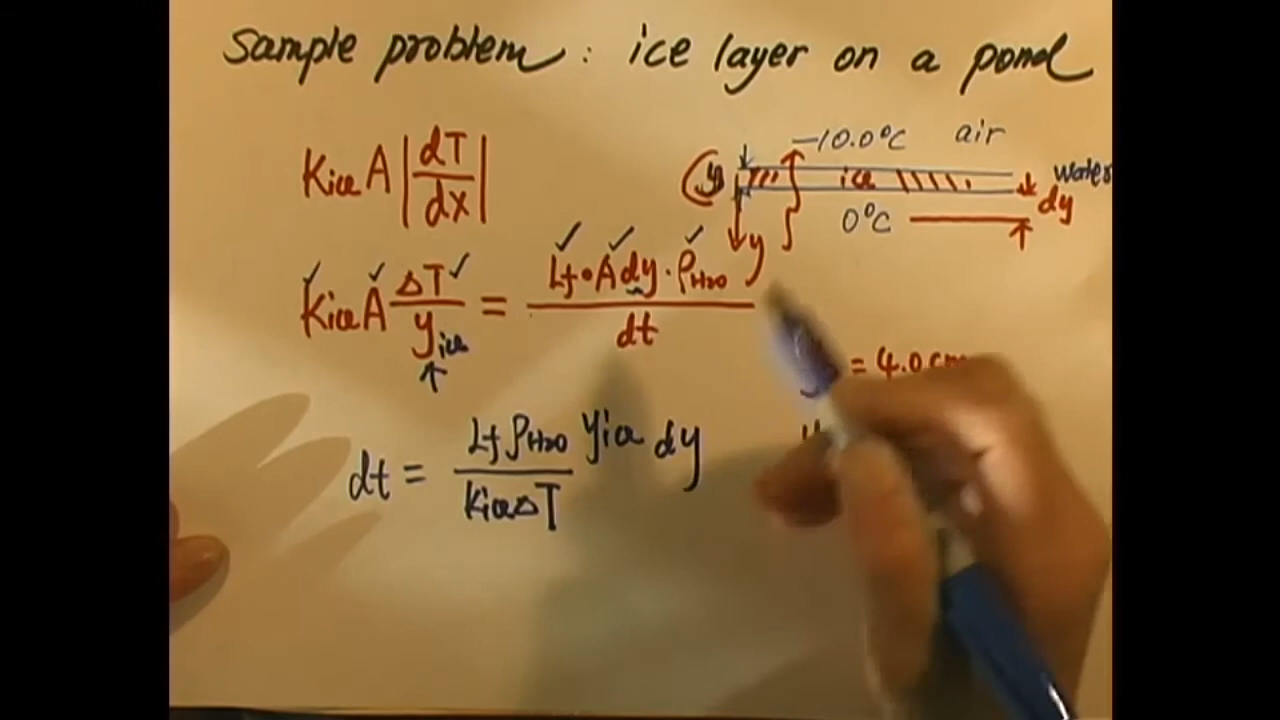 Sample problem : ice layer on a pond
-10.0°C air
y ice water
dy
0°C
y
Kice A |dT/dx|
Kice A ΔT/yice = Lf • A dy · ρH2O / dt
= 4.0 cm
dt = Lf ρH2O / Kice ΔT yice dy